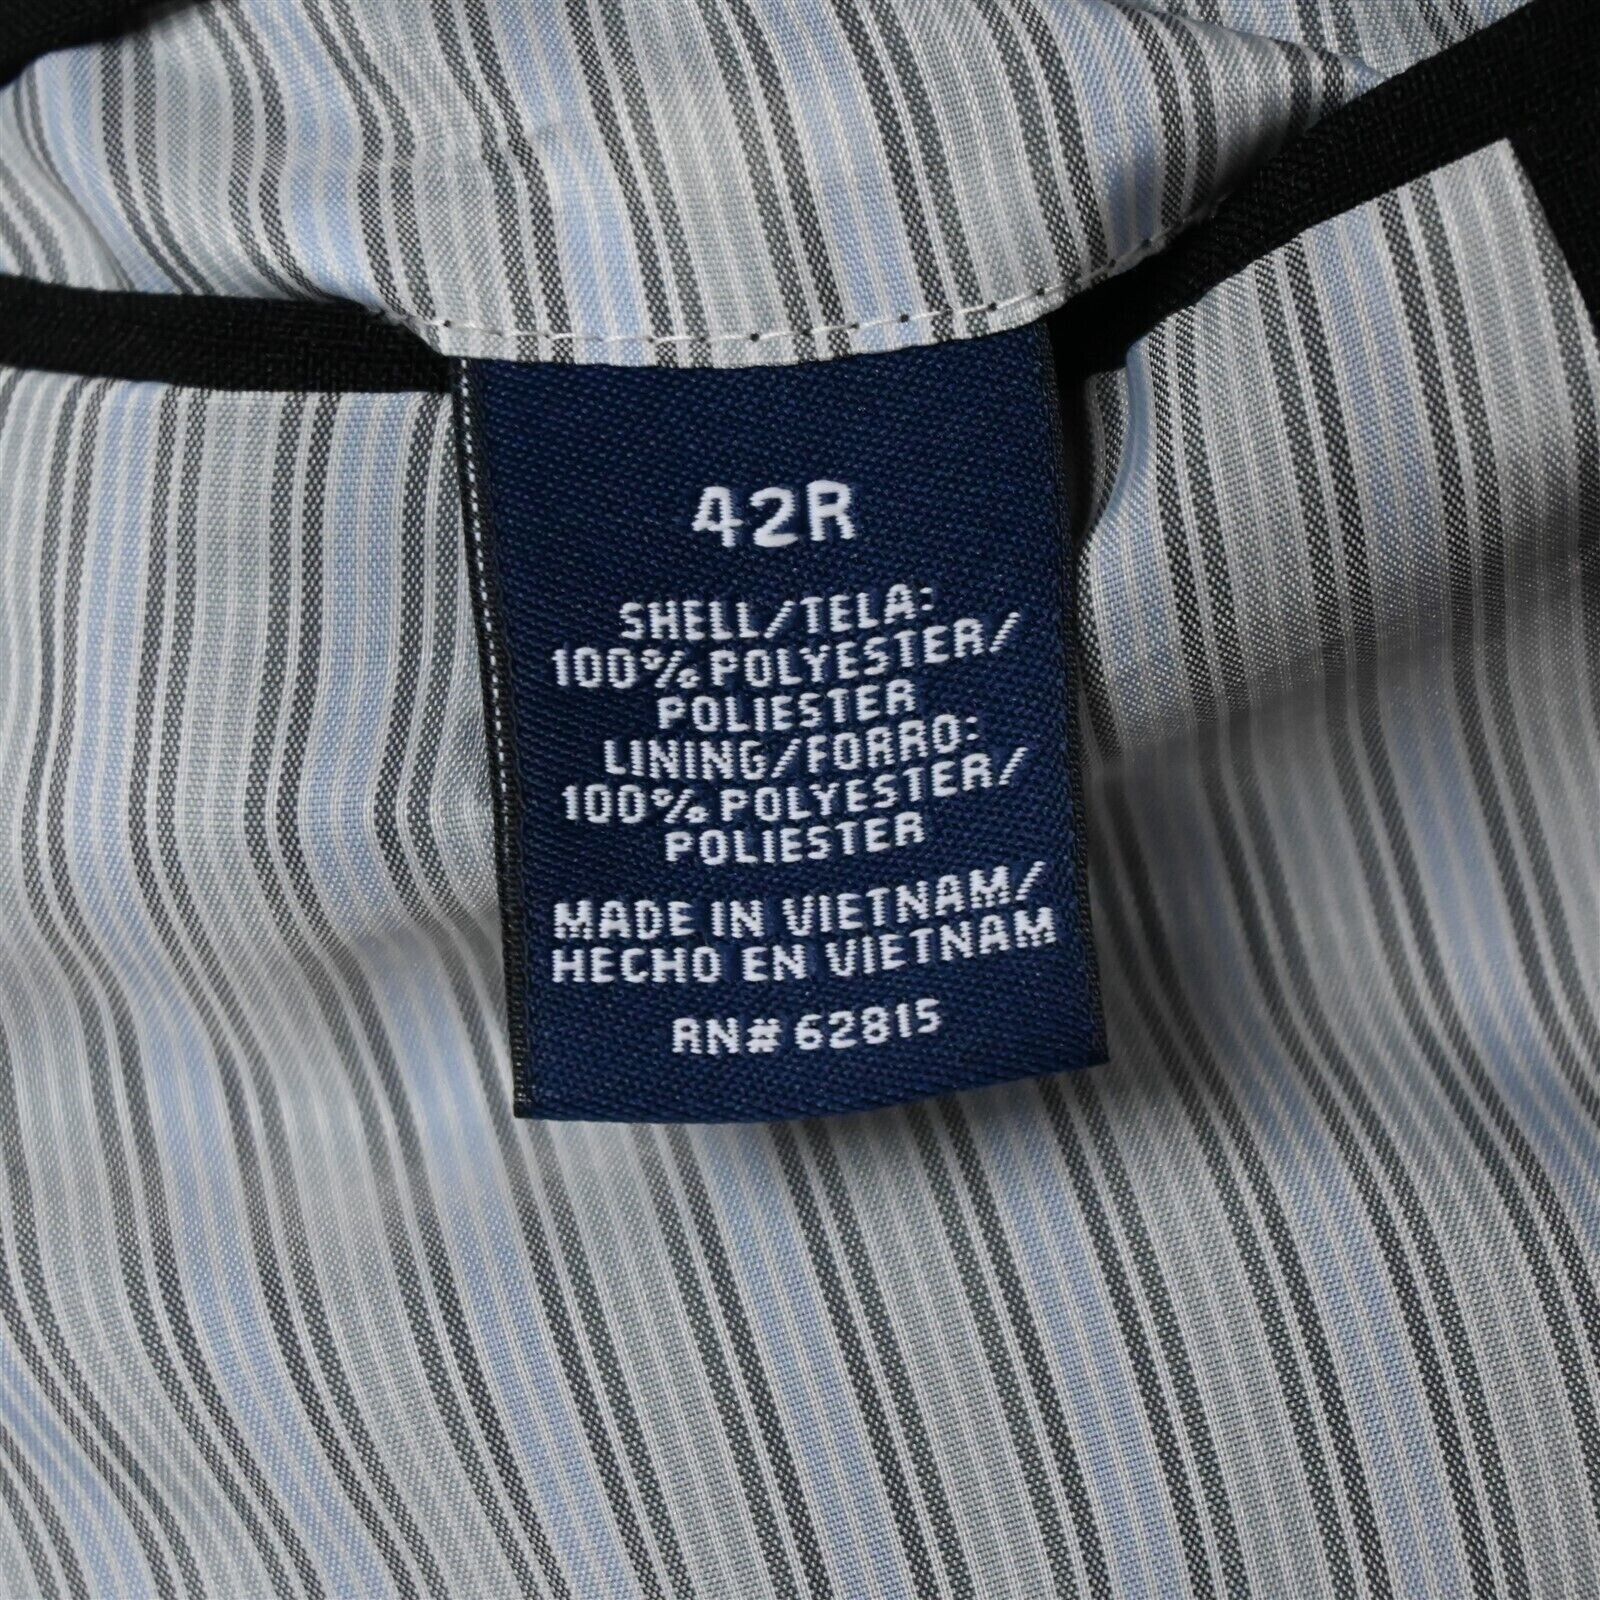 42R
SHELL/TELA:
100% POLYESTER/
POLIESTER
LINING/FORRO:
100% POLYESTER/
POLIESTER
MADE IN VIETNAM/
HECHO EN VIETNAM
RN# 62815